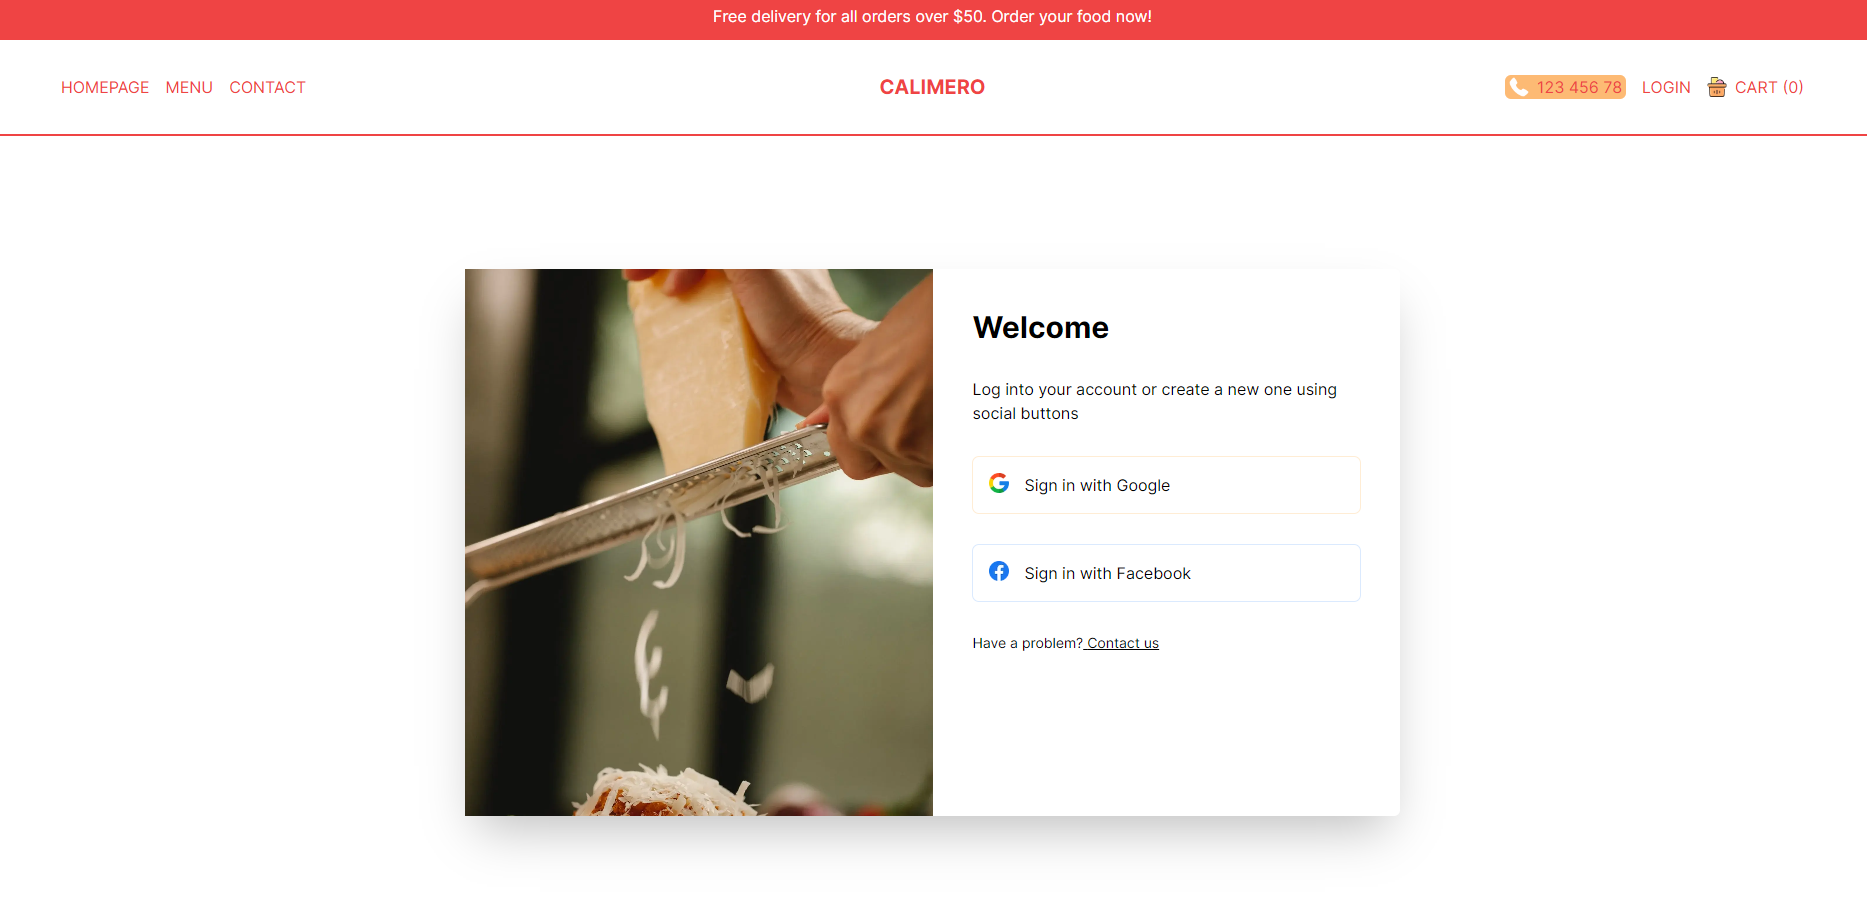 Free delivery for all orders over $50. Order your food now!
HOMEPAGE MENU CONTACT
CALIMERO
123 456 78 LOGIN CART (0)
Welcome
Log into your account or create a new one using
social buttons
Sign in with Google
Sign in with Facebook
Have a problem? Contact us